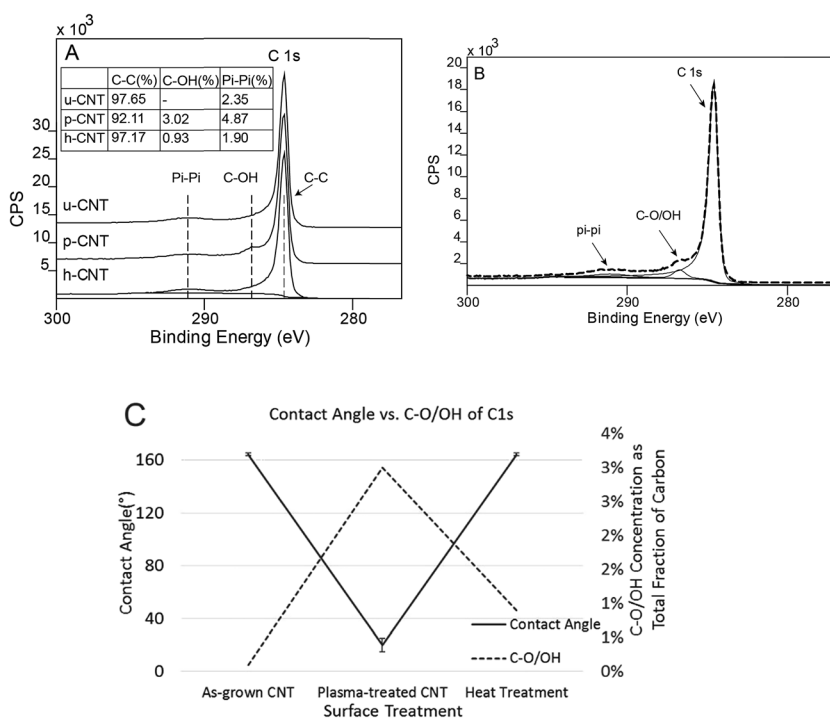 x 10³
A
C 1s
C-C(%) C-OH(%) Pi-Pi(%)
u-CNT 97.65 - 2.35
p-CNT 92.11 3.02 4.87
h-CNT 97.17 0.93 1.90
30
25
20
15
10
5
CPS
Pi-Pi C-OH C-C
u-CNT
p-CNT
h-CNT
300 290 280
Binding Energy (eV)
x 10³
B
C 1s
20
18
16
14
12
10
8
6
4
2
CPS
C-O/OH
pi-pi
300 290 280
Binding Energy (eV)
C
Contact Angle vs. C-O/OH of C1s
160
120
80
40
0
Contact Angle(°)
4%
3%
3%
2%
2%
1%
1%
0%
C-O/OH Concentration as
Total Fraction of Carbon
Contact Angle
C-O/OH
As-grown CNT Plasma-treated CNT Heat Treatment
Surface Treatment